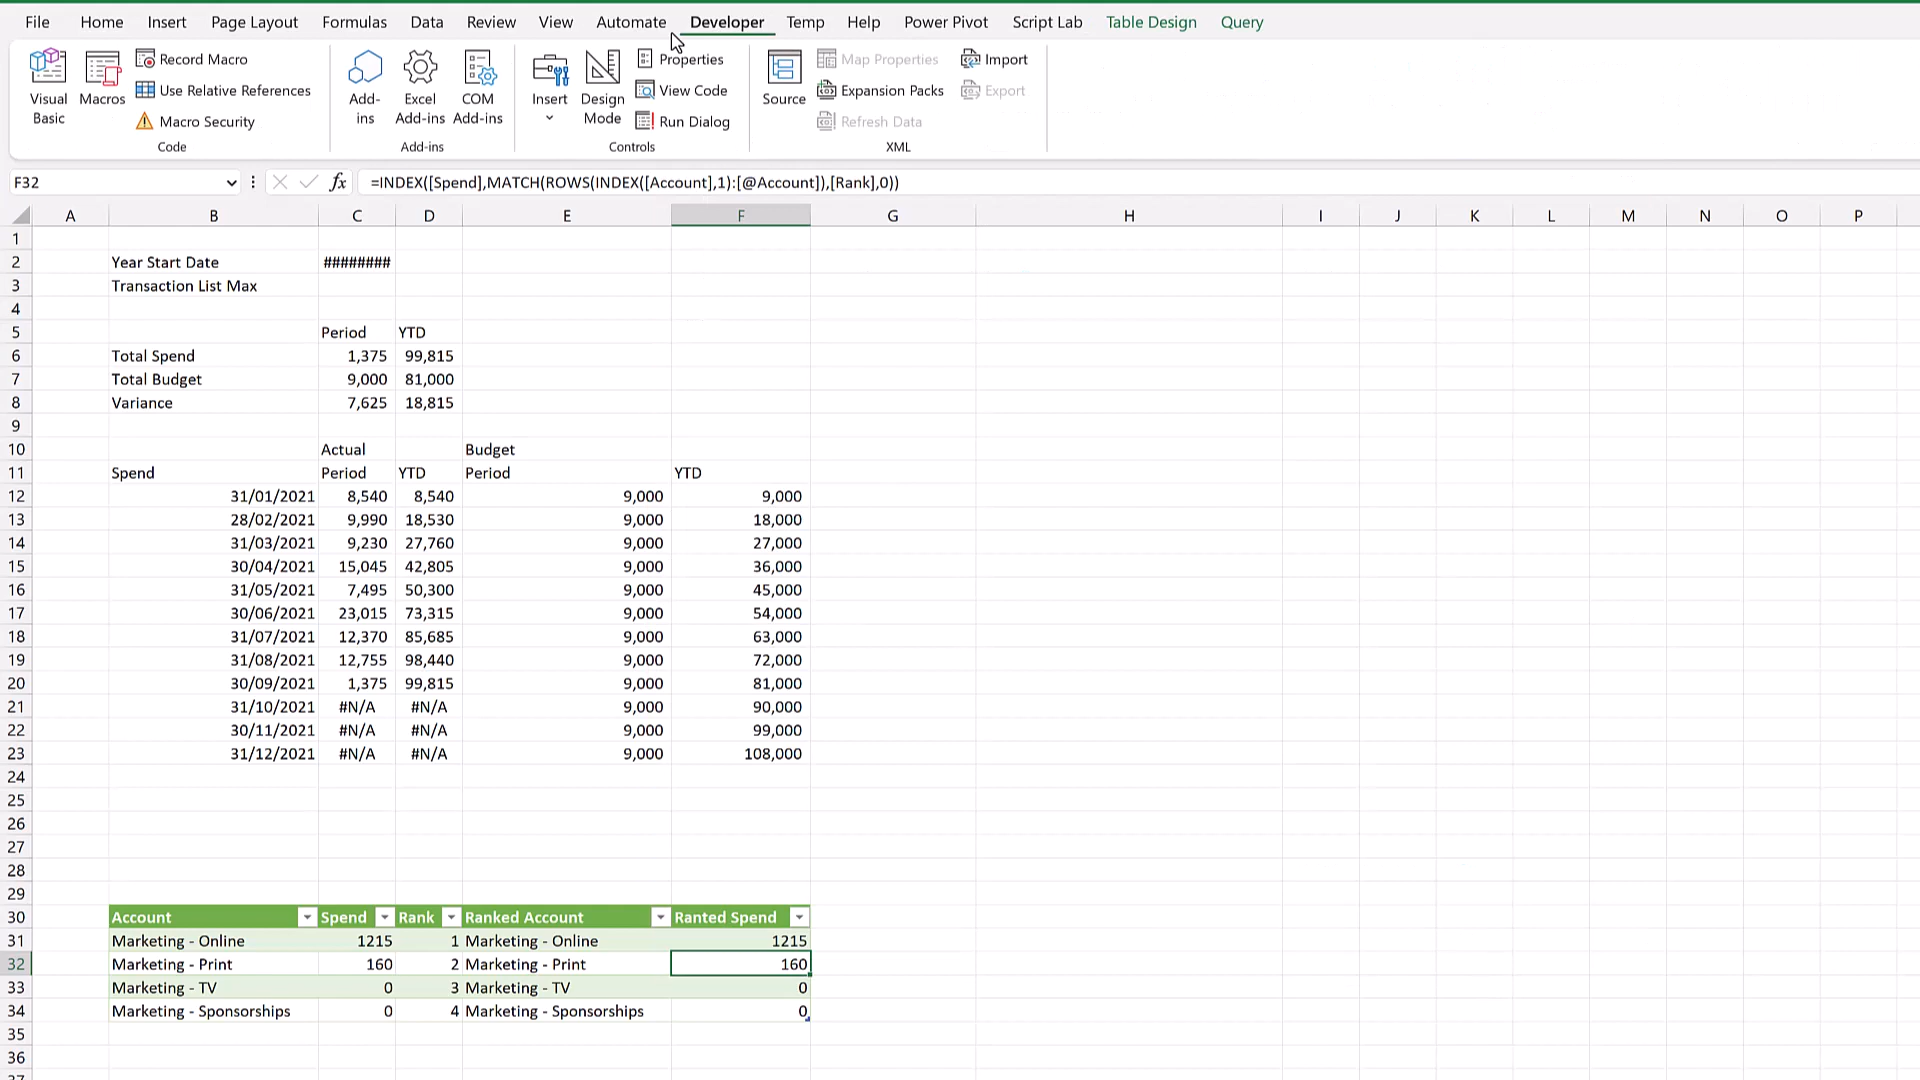 File Home Insert Page Layout Formulas Data Review View Automate Developer Temp Help Power Pivot Script Lab Table Design Query
Visual Basic
Macros
Record Macro
Use Relative References
Macro Security
Code
Add-ins
Excel Add-ins
COM Add-ins
Add-ins
Insert
Design Mode
Properties
View Code
Run Dialog
Controls
Source
Map Properties
Expansion Packs
Refresh Data
Import
Export
XML
F32 fx =INDEX([Spend],MATCH(ROWS(INDEX([Account],1):[@Account]),[Rank],0))
A B C D E F G H I J K L M N O P
1
2 Year Start Date ########
3 Transaction List Max
4
5 Period YTD
6 Total Spend 1,375 99,815
7 Total Budget 9,000 81,000
8 Variance 7,625 18,815
9
10 Actual Budget
11 Spend Period YTD Period YTD
12 31/01/2021 8,540 8,540 9,000 9,000
13 28/02/2021 9,990 18,530 9,000 18,000
14 31/03/2021 9,230 27,760 9,000 27,000
15 30/04/2021 15,045 42,805 9,000 36,000
16 31/05/2021 7,495 50,300 9,000 45,000
17 30/06/2021 23,015 73,315 9,000 54,000
18 31/07/2021 12,370 85,685 9,000 63,000
19 31/08/2021 12,755 98,440 9,000 72,000
20 30/09/2021 1,375 99,815 9,000 81,000
21 31/10/2021 #N/A #N/A 9,000 90,000
22 30/11/2021 #N/A #N/A 9,000 99,000
23 31/12/2021 #N/A #N/A 9,000 108,000
24
25
26
27
28
29
30 Account Spend Rank Ranked Account Ranted Spend
31 Marketing - Online 1215 1 Marketing - Online 1215
32 Marketing - Print 160 2 Marketing - Print 160
33 Marketing - TV 0 3 Marketing - TV 0
34 Marketing - Sponsorships 0 4 Marketing - Sponsorships 0
35
36
37